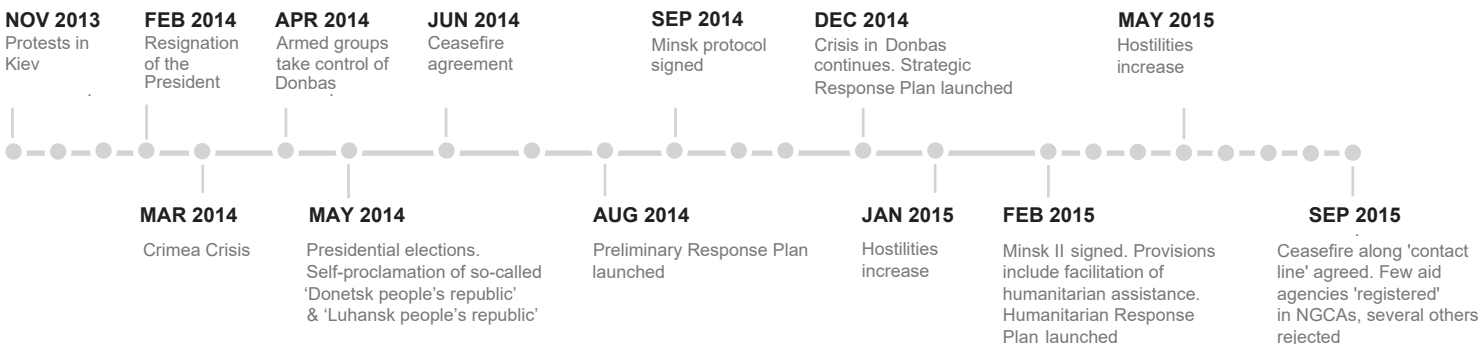 NOV 2013
Protests in
Kiev
FEB 2014
Resignation
of the
President
APR 2014
Armed groups
take control of
Donbas
JUN 2014
Ceasefire
agreement
SEP 2014
Minsk protocol
signed
DEC 2014
Crisis in Donbas
continues. Strategic
Response Plan launched
MAY 2015
Hostilities
increase
MAR 2014
Crimea Crisis
MAY 2014
Presidential elections.
Self-proclamation of so-called
‘Donetsk people’s republic’
& ‘Luhansk people’s republic’
AUG 2014
Preliminary Response Plan
launched
JAN 2015
Hostilities
increase
FEB 2015
Minsk II signed. Provisions
include facilitation of
humanitarian assistance.
Humanitarian Response
Plan launched
SEP 2015
Ceasefire along 'contact
line' agreed. Few aid
agencies 'registered'
in NGCAs, several others
rejected